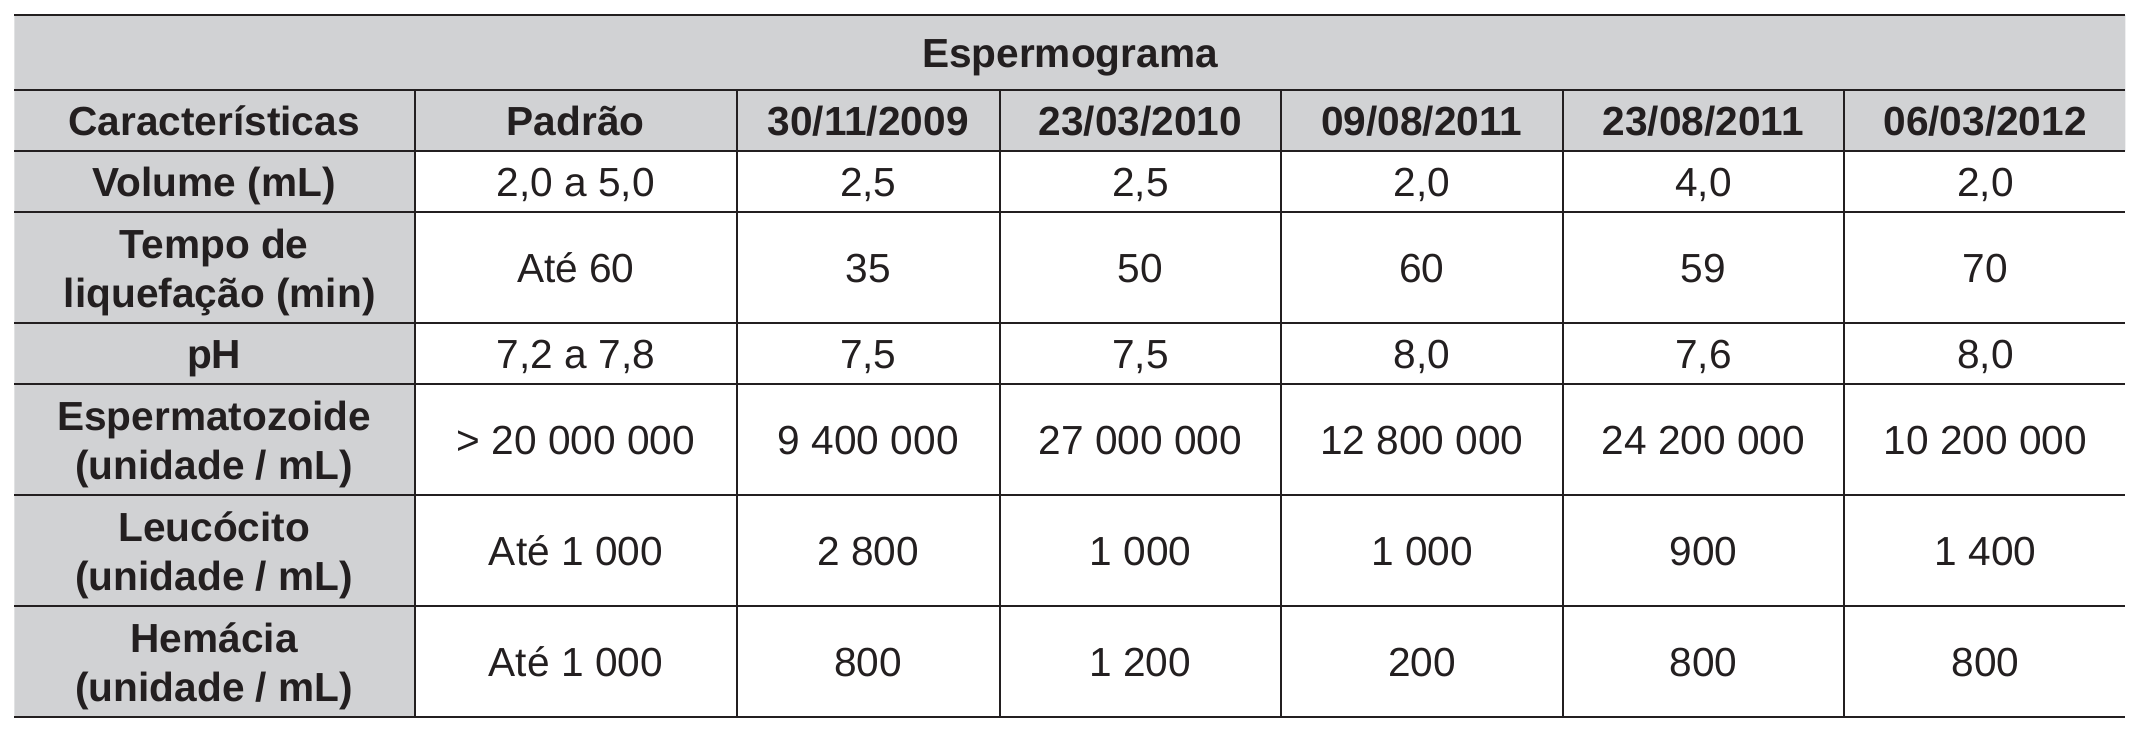 Espermograma
Características Padrão 30/11/2009 23/03/2010 09/08/2011 23/08/2011 06/03/2012
Volume (mL) 2,0 a 5,0 2,5 2,5 2,0 4,0 2,0
Tempo de
liquefação (min) Até 60 35 50 60 59 70
pH 7,2 a 7,8 7,5 7,5 8,0 7,6 8,0
Espermatozoide
(unidade / mL) > 20 000 000 9 400 000 27 000 000 12 800 000 24 200 000 10 200 000
Leucócito
(unidade / mL) Até 1 000 2 800 1 000 1 000 900 1 400
Hemácia
(unidade / mL) Até 1 000 800 1 200 200 800 800